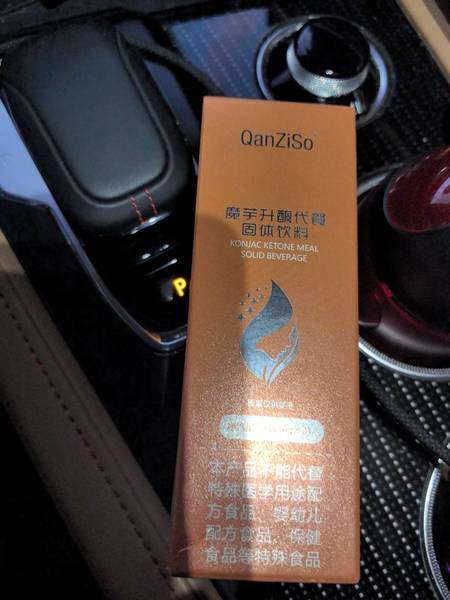 QanZiSo
魔芋升酮代餐
固体饮料
KONJAC KETONE MEAL
SOLID BEVERAGE
本产品不能代替
特殊医学用途配
方食品、婴幼儿
配方食品、保健
食品等特殊食品
P